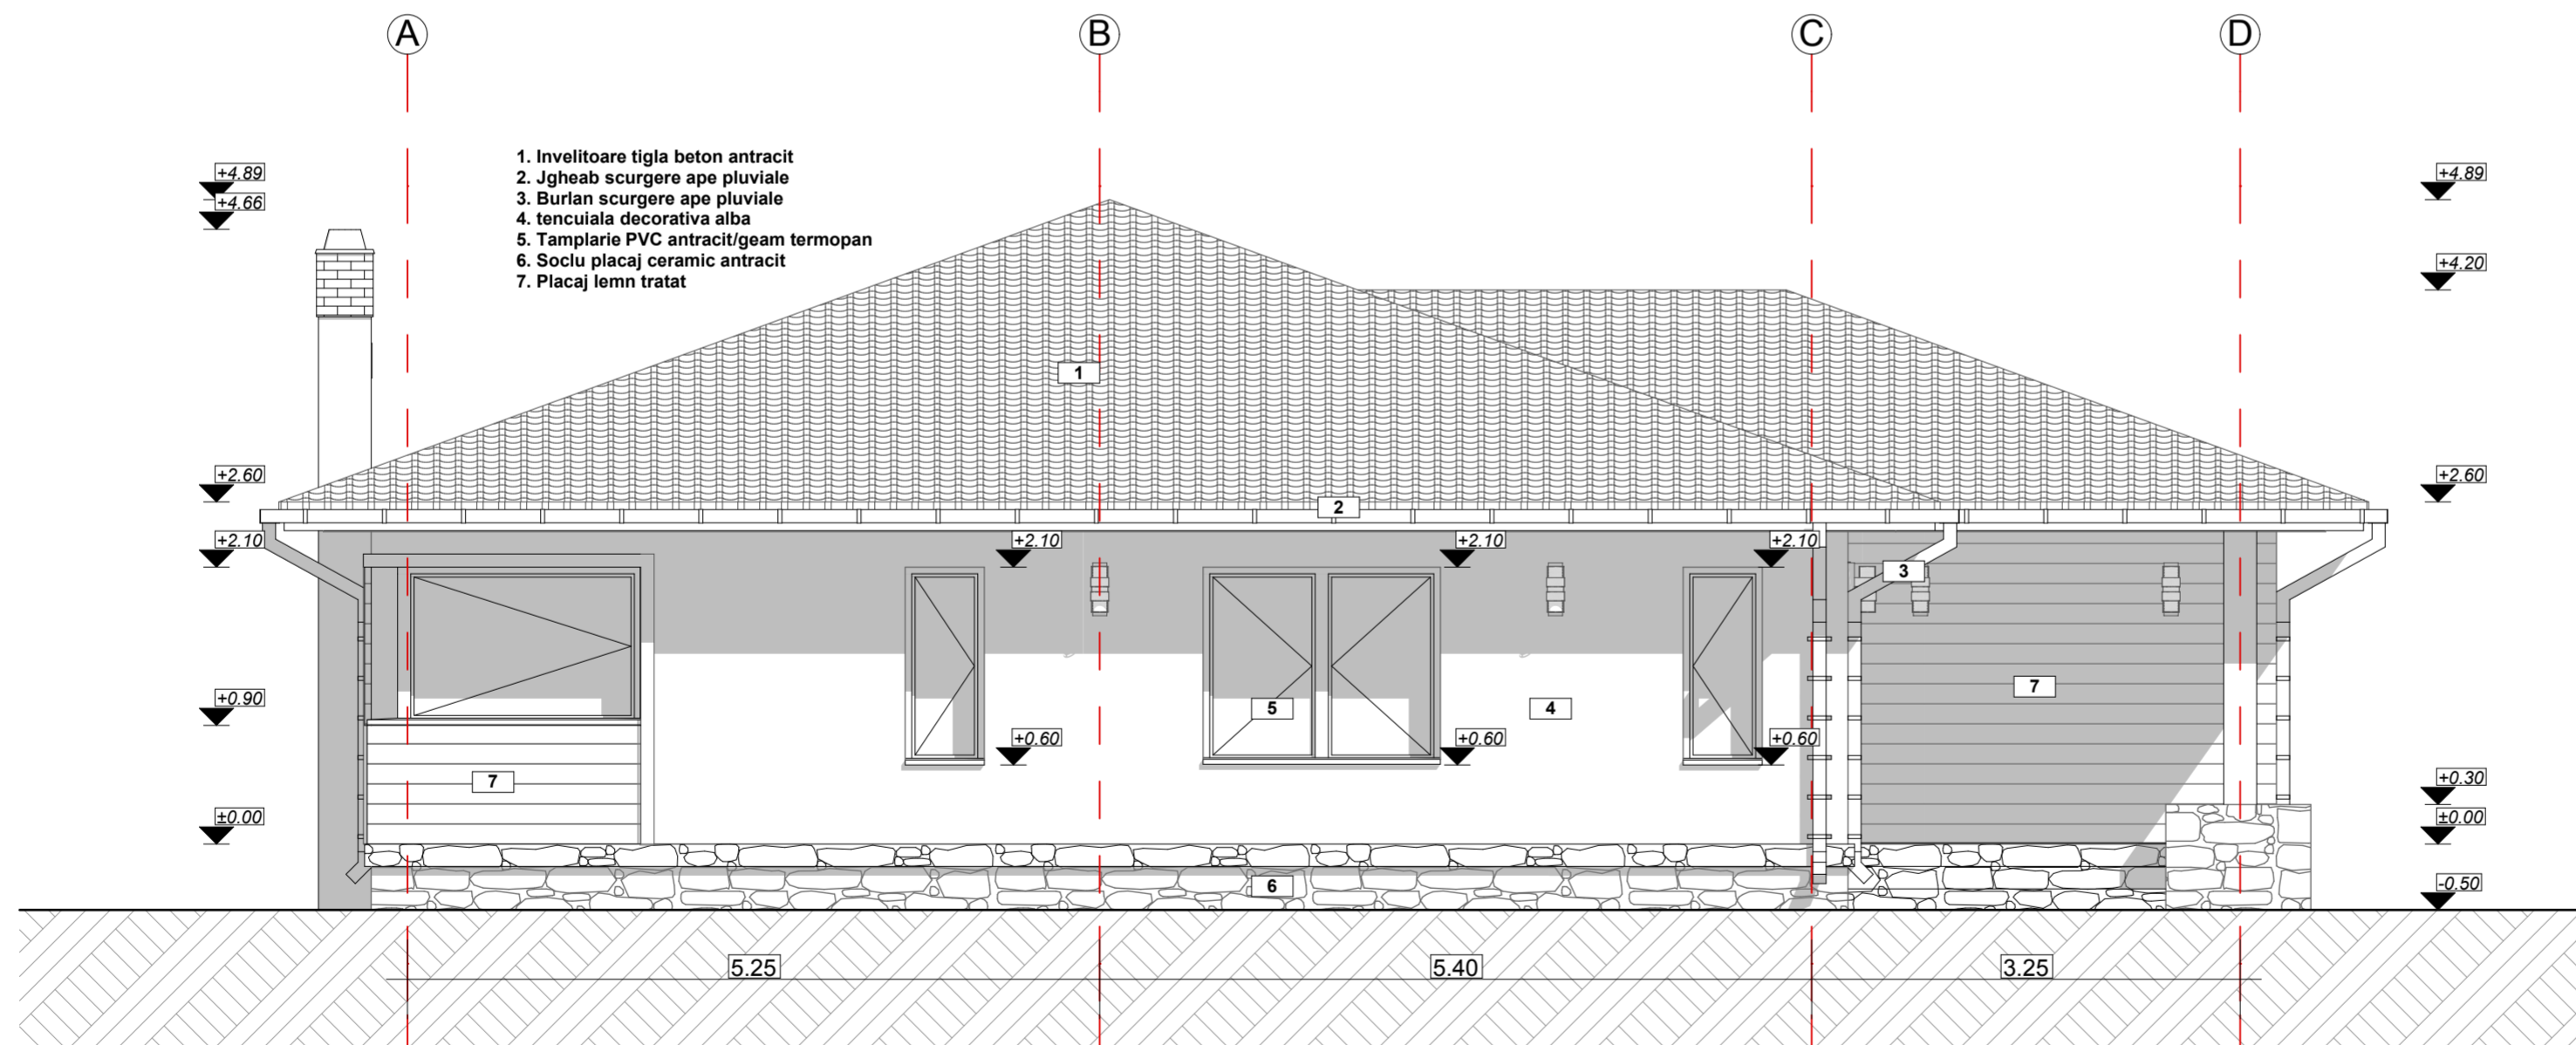 A
B
C
D
1. Invelitoare tigla beton antracit
2. Jgheab scurgere ape pluviale
3. Burlan scurgere ape pluviale
4. tencuiala decorativa alba
5. Tamplarie PVC antracit/geam termopan
6. Soclu placaj ceramic antracit
7. Placaj lemn tratat
+4.89
+4.66
+4.89
+4.20
1
+2.60
+2.60
2
+2.10
+2.10
+2.10
+2.10
3
7
+0.90
5
4
+0.60
+0.60
+0.60
7
+0.30
±0.00
±0.00
6
-0.50
5.25
5.40
3.25